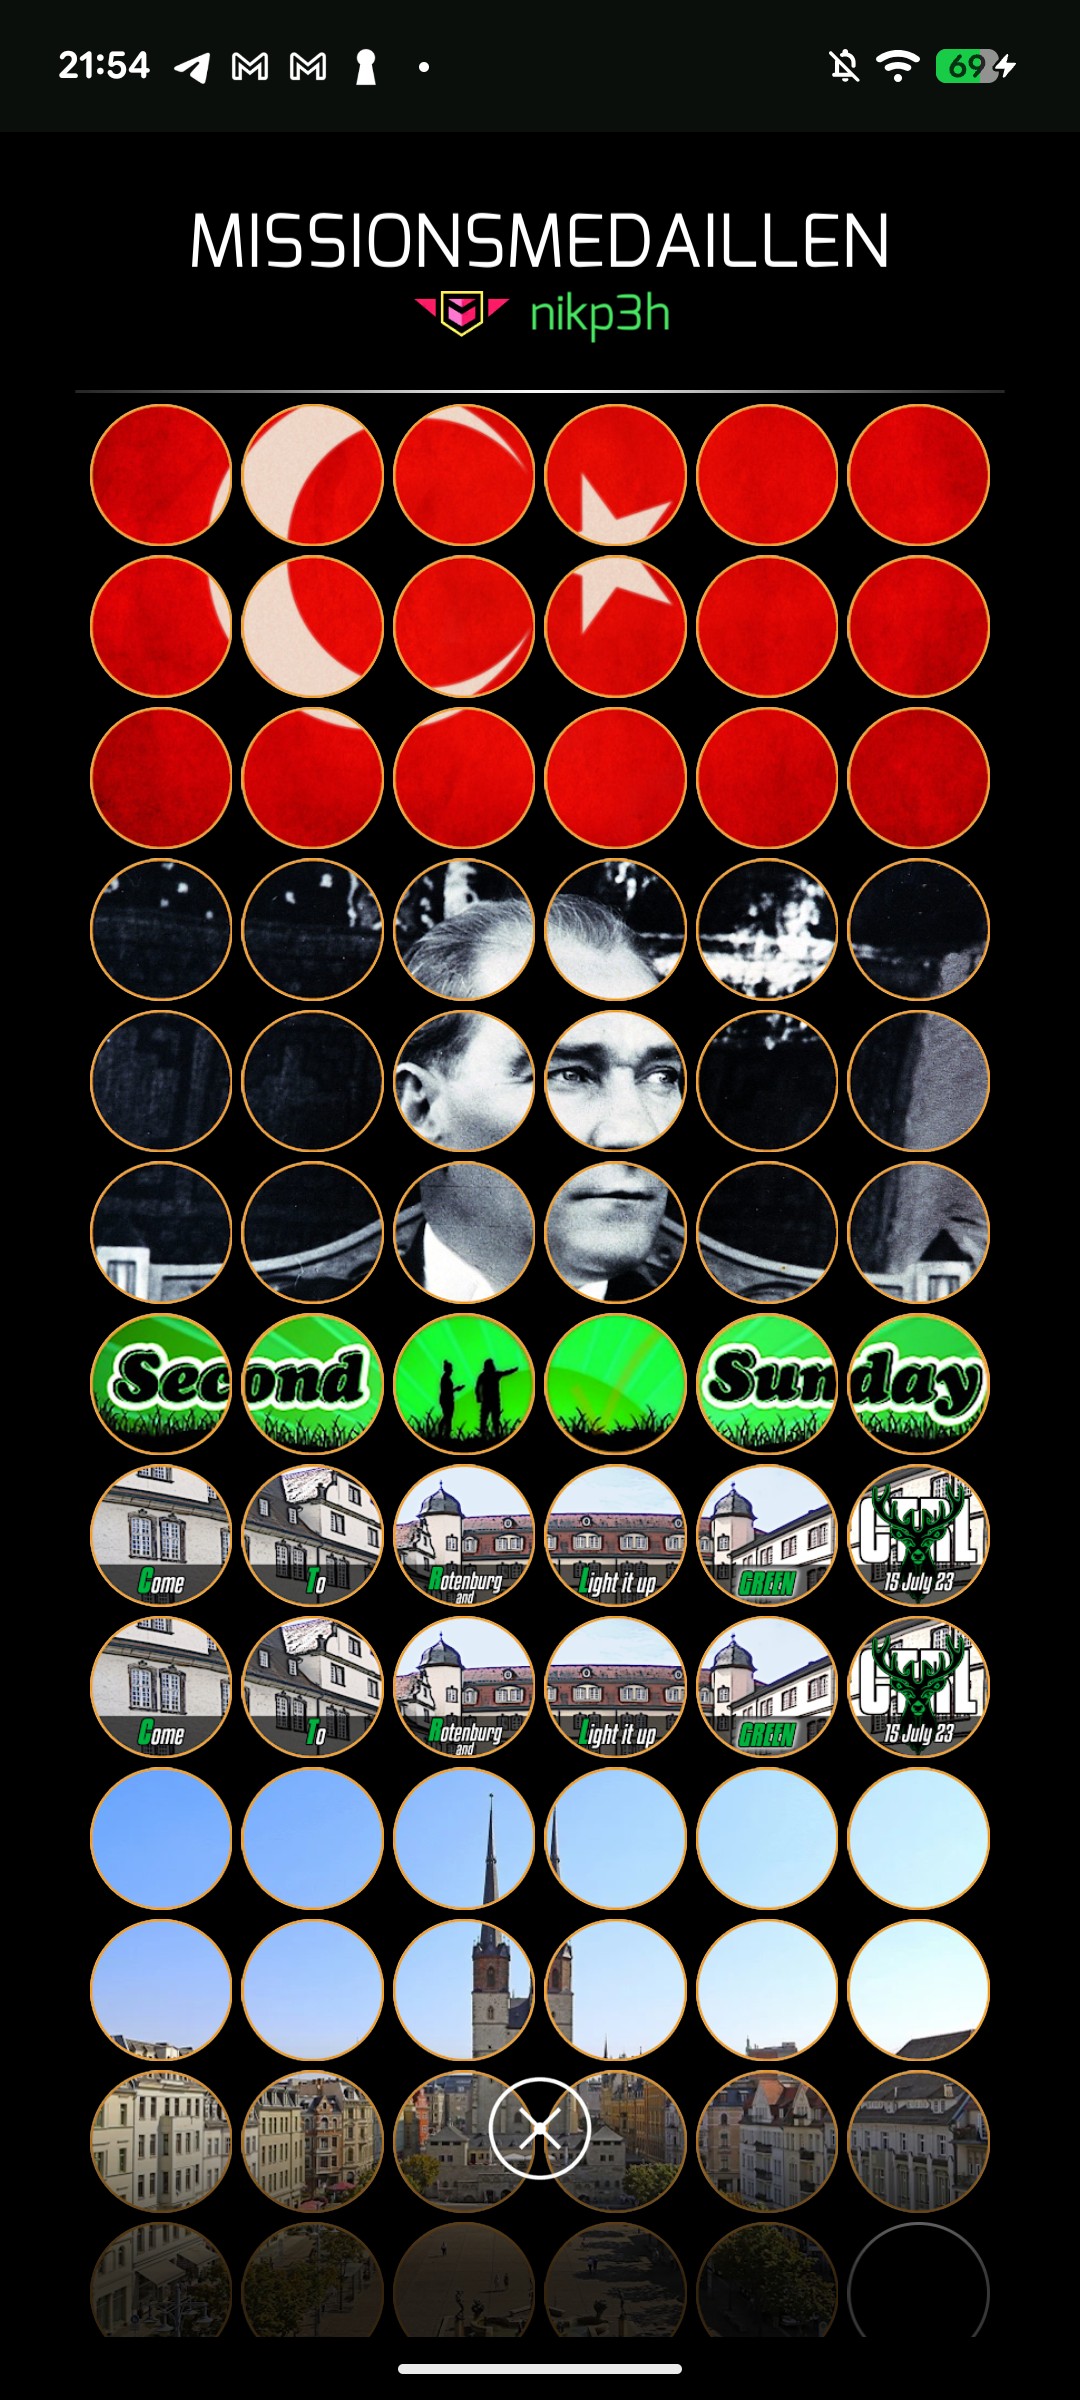 21:54
69
MISSIONSMEDAILLEN
nikp3h
Second Sunday
Come To Rotenburg and Light it up GREEN 15 July 23
Come To Rotenburg and Light it up GREEN 15 July 23